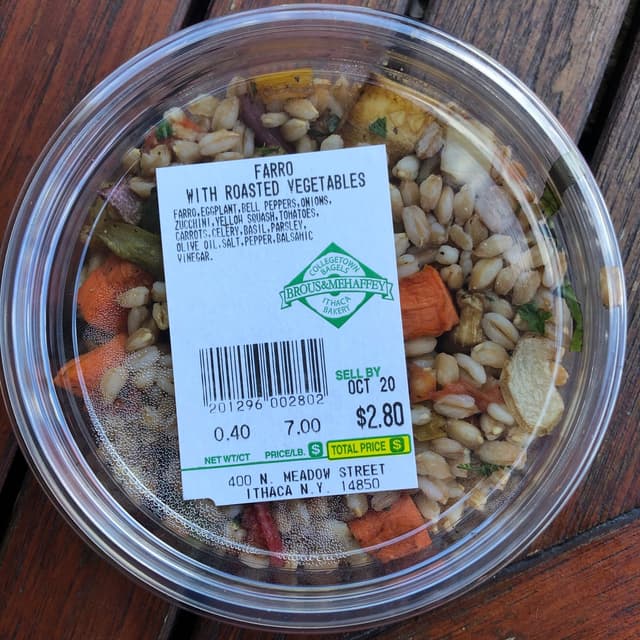 FARRO
WITH ROASTED VEGETABLES
FARRO,EGGPLANT,BELL PEPPERS,ONIONS,
ZUCCHINI,YELLOW SQUASH,TOMATOES,
CARROTS,CELERY,BASIL,PARSLEY,
OLIVE OIL,SALT,PEPPER,BALSAMIC
VINEGAR.
COLLEGETOWN
BAGELS
BROUS&MEHAFFEY
ITHACA
BAKERY
201296 002802
SELL BY
OCT 20
0.40 7.00 $2.80
NET WT/CT PRICE/LB. $ TOTAL PRICE $
400 N. MEADOW STREET
ITHACA N.Y. 14850